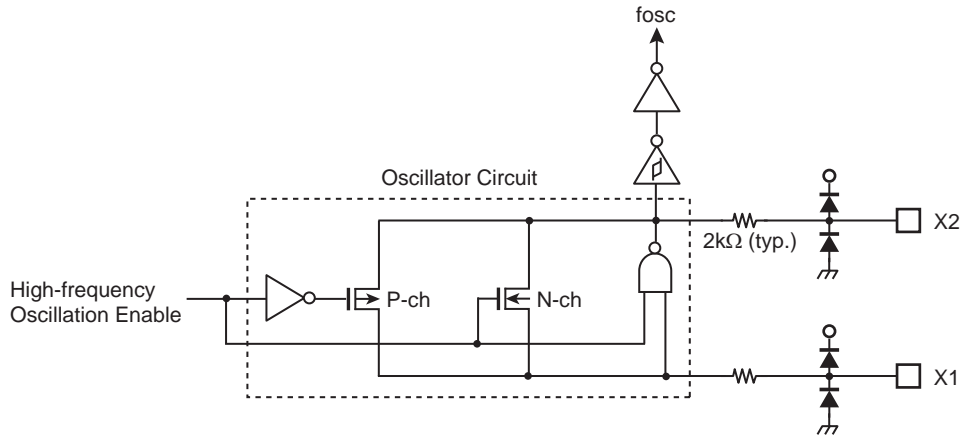 fosc
Oscillator Circuit
X2
2kΩ (typ.)
High-frequency
Oscillation Enable
P-ch
N-ch
X1